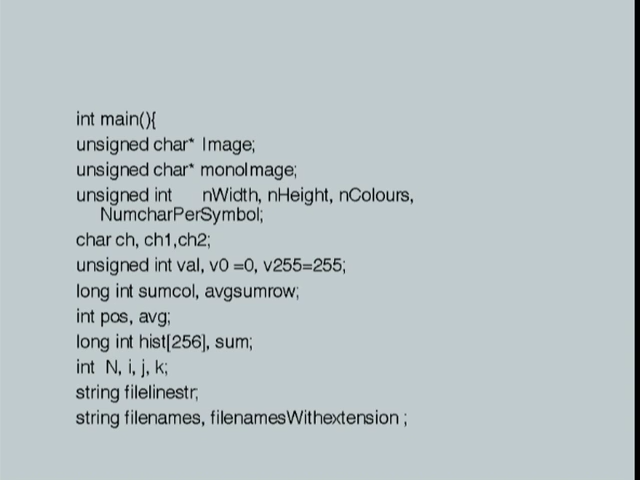 int main(){
unsigned char* Image;
unsigned char* monoImage;
unsigned int nWidth, nHeight, nColours,
NumcharPerSymbol;
char ch, ch1,ch2;
unsigned int val, v0 =0, v255=255;
long int sumcol, avgsumrow;
int pos, avg;
long int hist[256], sum;
int N, i, j, k;
string filelinestr;
string filenames, filenamesWithextension ;